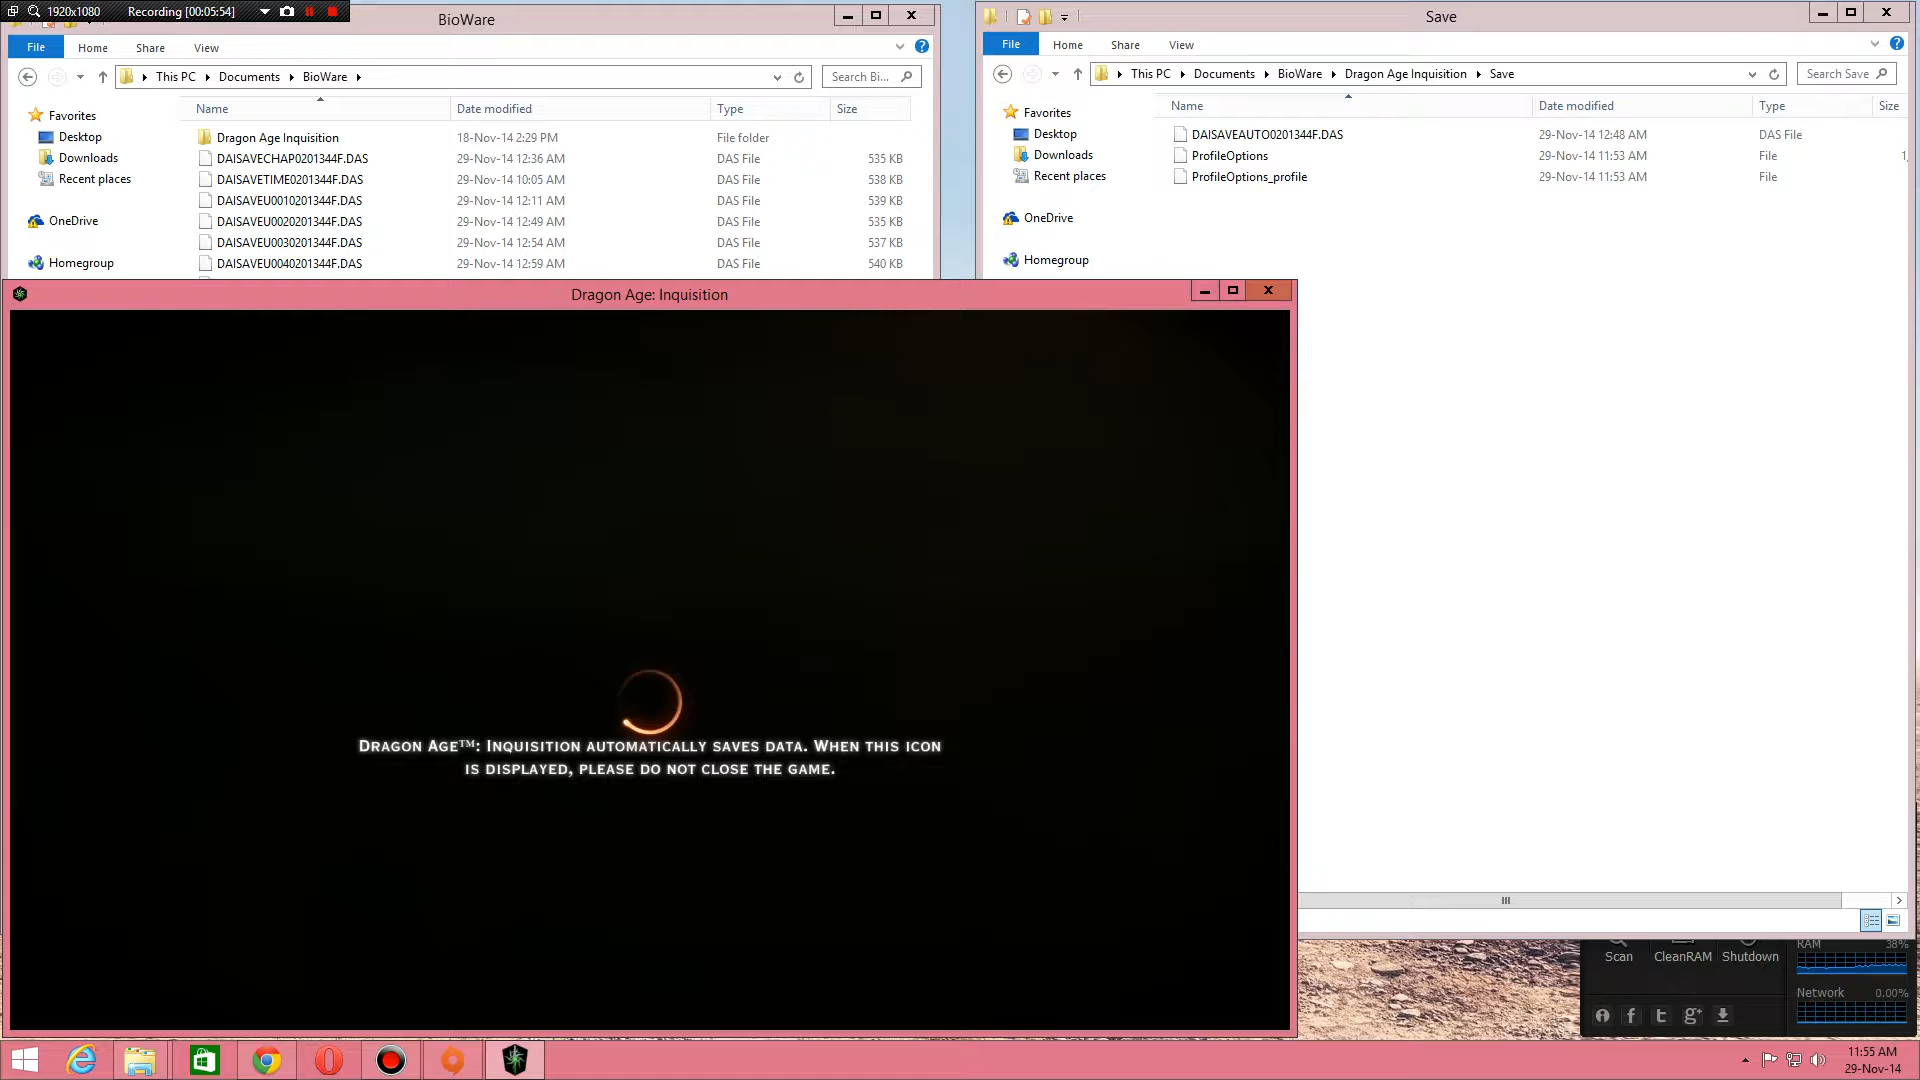 1920x1080 Recording [00:05:54]
BioWare
File Home Share View
This PC Documents BioWare
Search Bi...
Name Date modified Type Size
Favorites
Desktop
Downloads
Recent places
OneDrive
Homegroup
Dragon Age Inquisition 18-Nov-14 2:29 PM File folder
DAISAVECHAP0201344F.DAS 29-Nov-14 12:36 AM DAS File 535 KB
DAISAVETIME0201344F.DAS 29-Nov-14 10:05 AM DAS File 538 KB
DAISAVEU0010201344F.DAS 29-Nov-14 12:11 AM DAS File 539 KB
DAISAVEU0020201344F.DAS 29-Nov-14 12:49 AM DAS File 535 KB
DAISAVEU0030201344F.DAS 29-Nov-14 12:54 AM DAS File 537 KB
DAISAVEU0040201344F.DAS 29-Nov-14 12:59 AM DAS File 540 KB
Save
File Home Share View
This PC Documents BioWare Dragon Age Inquisition Save
Search Save
Name Date modified Type Size
Favorites
Desktop
Downloads
Recent places
OneDrive
Homegroup
DAISAVEAUTO0201344F.DAS 29-Nov-14 12:48 AM DAS File
ProfileOptions 29-Nov-14 11:53 AM File 1,
ProfileOptions_profile 29-Nov-14 11:53 AM File
Dragon Age: Inquisition
Dragon Age™: Inquisition automatically saves data. When this icon
is displayed, please do not close the game.
Scan CleanRAM Shutdown
RAM 38%
Network 0.00%
11:55 AM
29-Nov-14